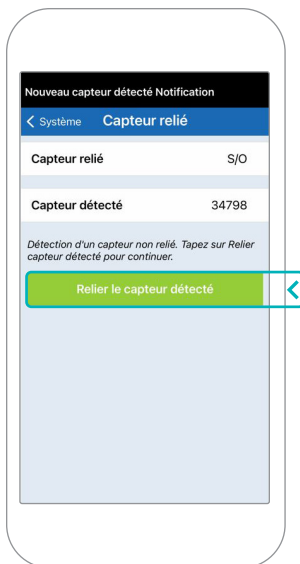 Nouveau capteur détecté Notification
Système Capteur relié
Capteur relié S/O
Capteur détecté 34798
Détection d'un capteur non relié. Tapez sur Relier
capteur détecté pour continuer.
Relier le capteur détecté